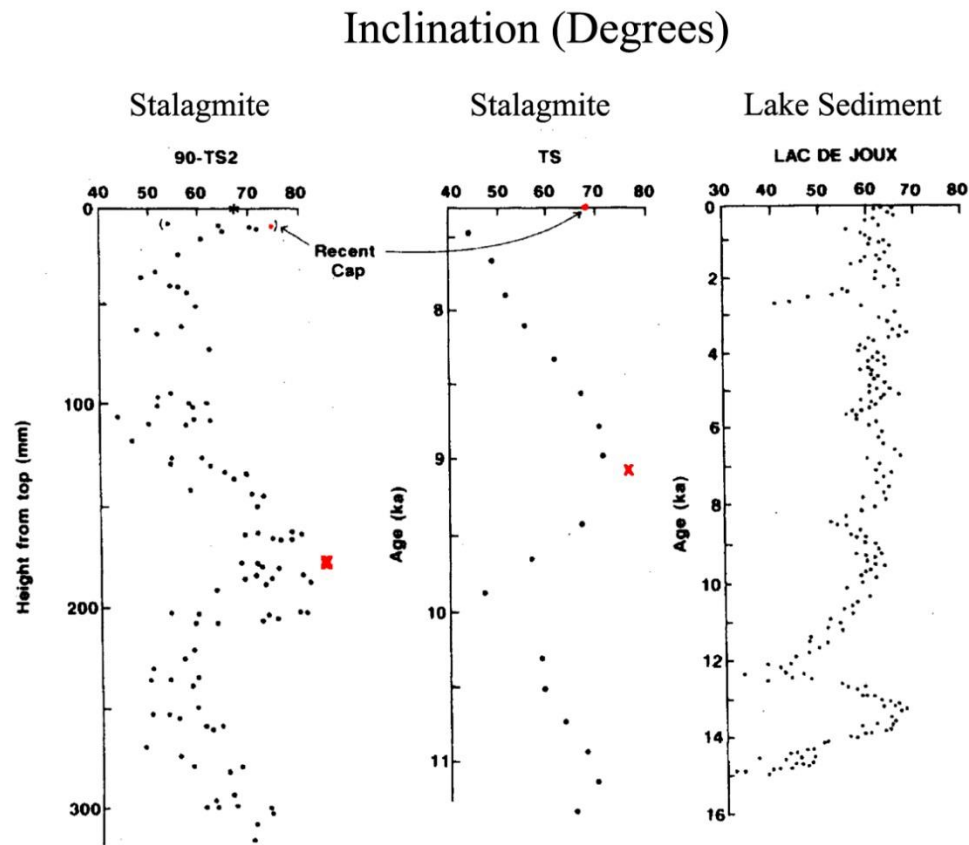 Inclination (Degrees)
Stalagmite
Stalagmite
Lake Sediment
90-TS2
TS
LAC DE JOUX
40 50 60 70 80
40 50 60 70 80
30 40 50 60 70 80
0
100
200
300
Height from top (mm)
Recent
Cap
8
9
10
11
Age (ka)
0
2
4
6
8
10
12
14
16
Age (ka)